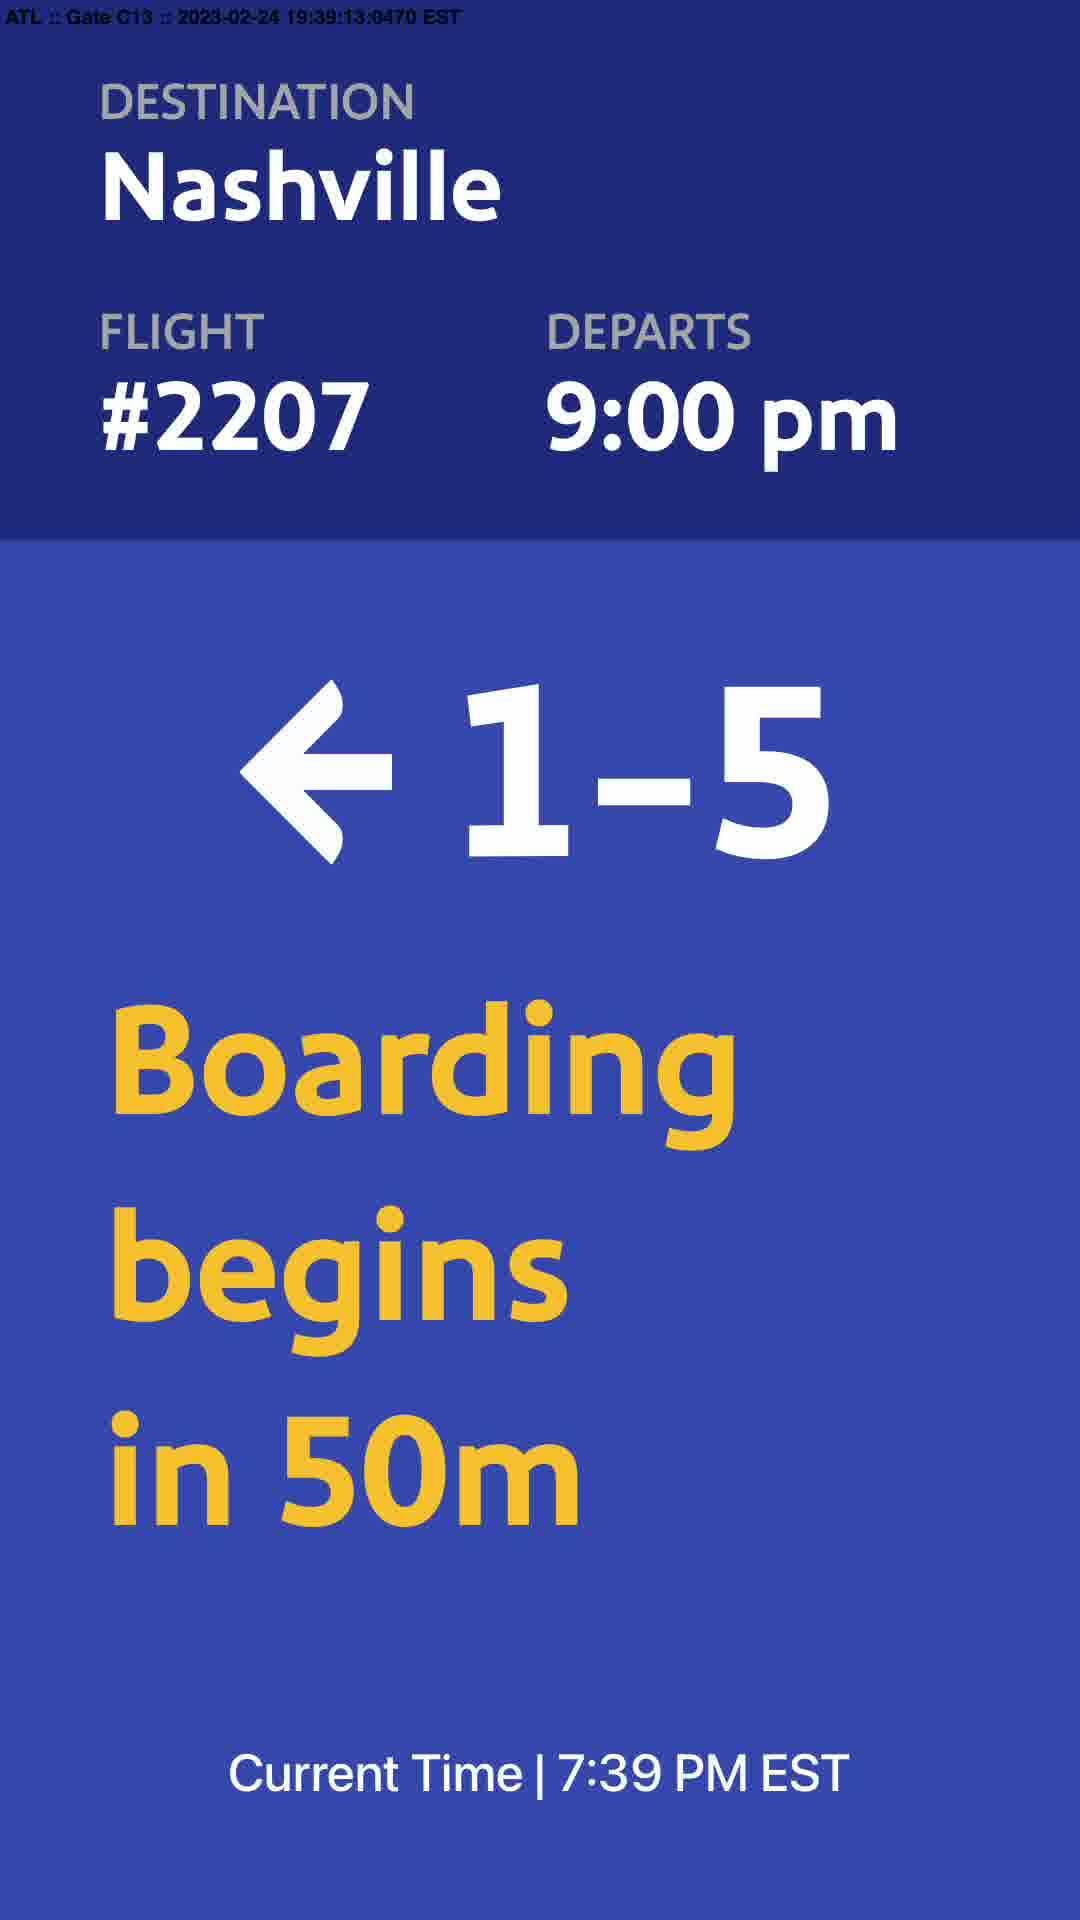 ATL :: Gate C13 :: 2023-02-24 19:39:13:0470 EST
DESTINATION
Nashville
FLIGHT DEPARTS
#2207 9:00 pm
← 1-5
Boarding
begins
in 50m
Current Time | 7:39 PM EST